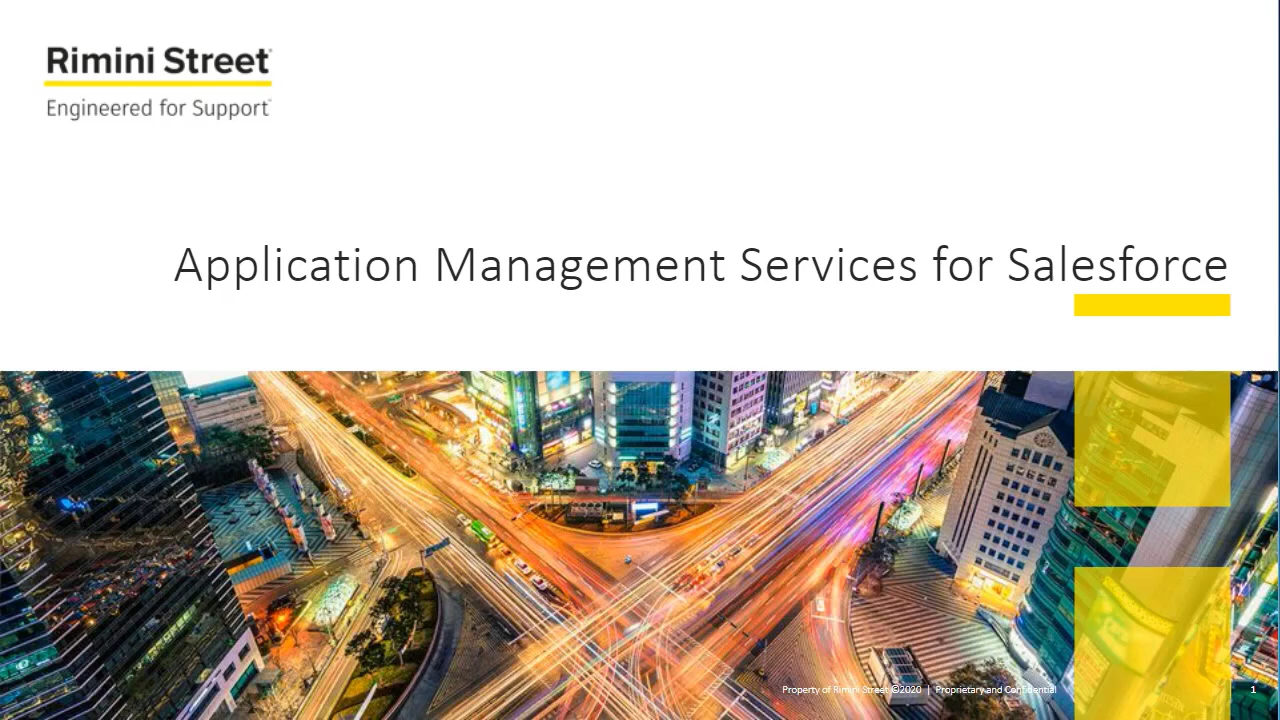 Rimini Street
Engineered for Support
Application Management Services for Salesforce
Property of Rimini Street ©2020 | Proprietary and Confidential
1